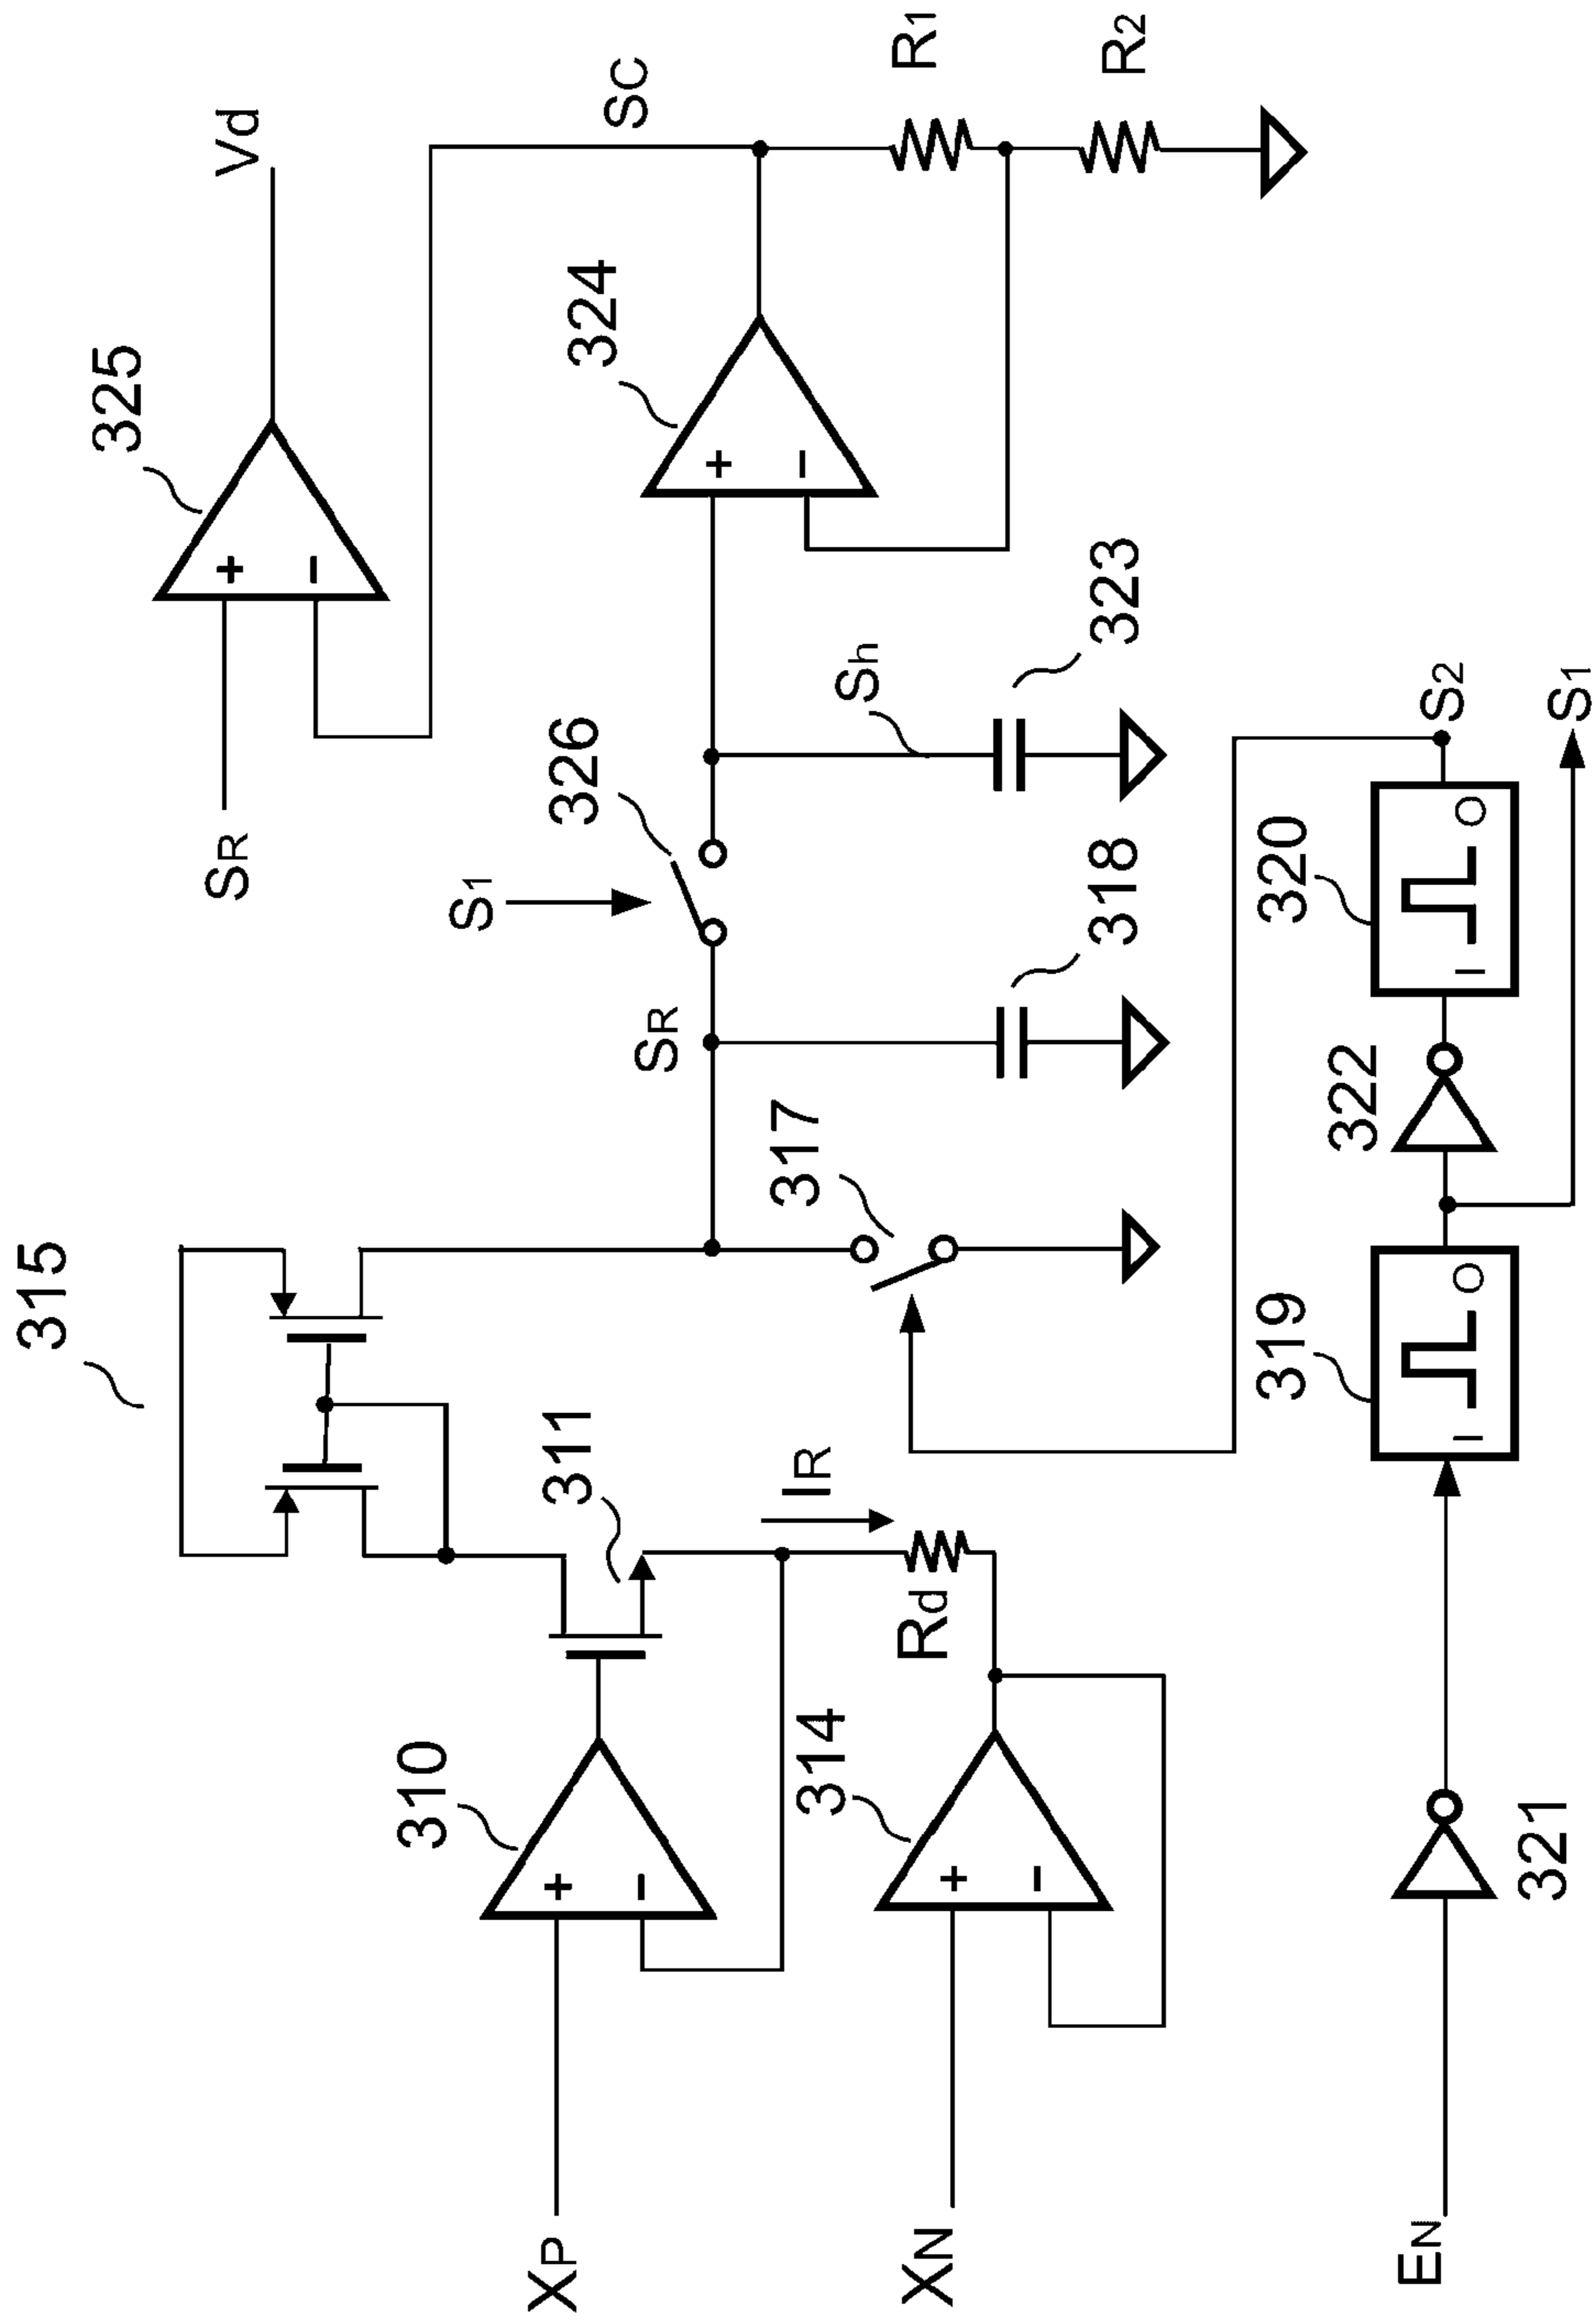 315
325
Vd
SR
SC
S1
326
324
R1
R2
310
311
IR
317
SR
318
Sh
323
XP
314
Rd
XN
EN
321
319
I
O
322
320
I
O
S2
S1
+
−
+
−
+
−
+
−